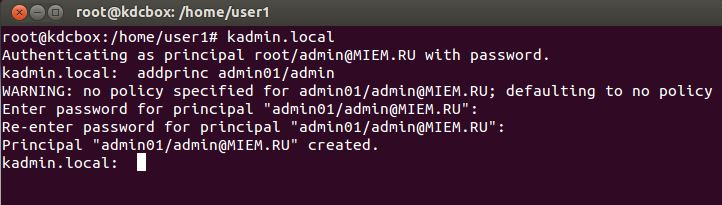 root@kdcbox: /home/user1
root@kdcbox:/home/user1# kadmin.local
Authenticating as principal root/admin@MIEM.RU with password.
kadmin.local:  addprinc admin01/admin
WARNING: no policy specified for admin01/admin@MIEM.RU; defaulting to no policy
Enter password for principal "admin01/admin@MIEM.RU":
Re-enter password for principal "admin01/admin@MIEM.RU":
Principal "admin01/admin@MIEM.RU" created.
kadmin.local: